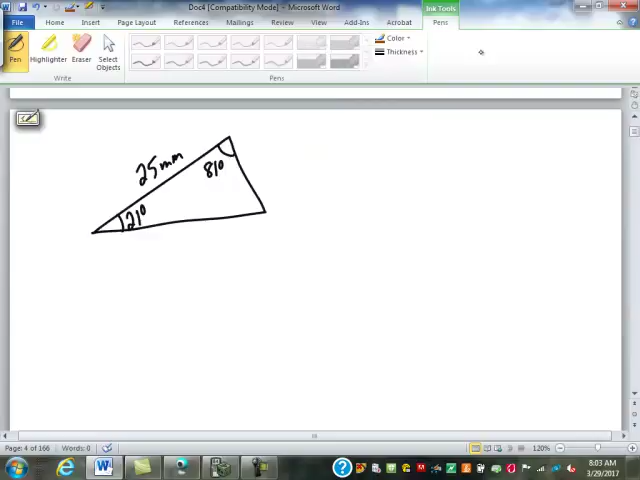 Doc4 [Compatibility Mode] - Microsoft Word
Ink Tools
File
Home
Insert
Page Layout
References
Mailings
Review
View
Add-Ins
Acrobat
Pens
Pen
Highlighter
Eraser
Select
Objects
Color
Thickness
Write
Pens
25mm
81°
21°
Page: 4 of 166
Words: 0
120%
8:03 AM
3/29/2017